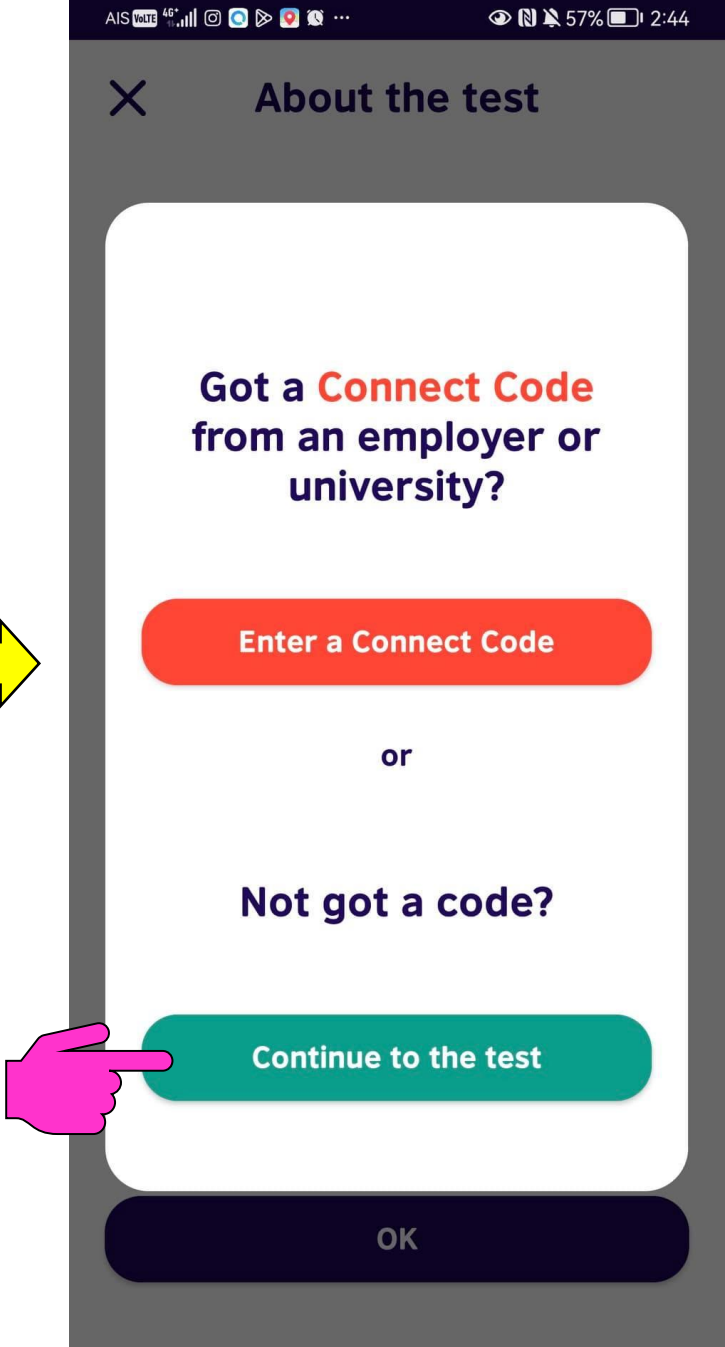 AIS VoLTE 4G+ ... 57% 2:44
About the test
Got a Connect Code
from an employer or
university?
Enter a Connect Code
or
Not got a code?
Continue to the test
OK